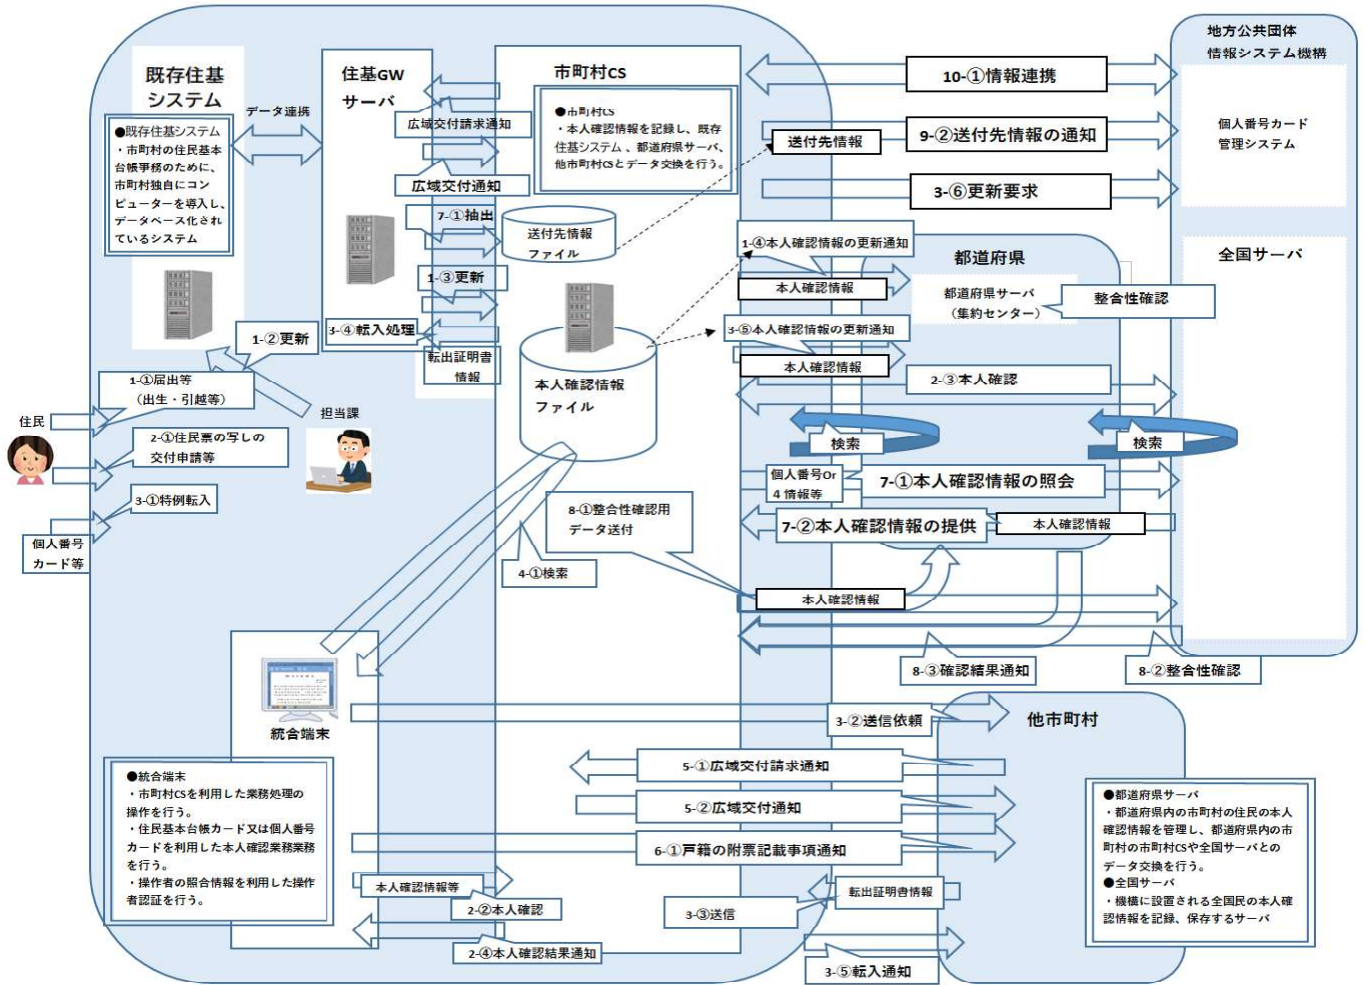 地方公共団体
情報システム機構
個人番号カード
管理システム
全国サーバ
既存住基
システム
データ連携
●既存住基システム
・市町村の住民基本
台帳事務のために、
市町村独自にコン
ピューターを導入し、
データベース化され
ているシステム
住基GW
サーバ
広域交付請求通知
広域交付通知
7-①抽出
1-③更新
3-④転入処理
転出証明書
情報
市町村CS
●市町村CS
・本人確認情報を記録し、既存
住基システム 、都道府県サーバ、
他市町村CSとデータ交換を行う。
送付先情報
ファイル
本人確認情報
ファイル
10-①情報連携
9-②送付先情報の通知
送付先情報
3-⑥更新要求
1-④本人確認情報の更新通知
本人確認情報
3-⑤本人確認情報の更新通知
本人確認情報
都道府県
都道府県サーバ
（集約センター）
整合性確認
2-③本人確認
検索
検索
個人番号Or
４情報等
7-①本人確認情報の照会
7-②本人確認情報の提供
本人確認情報
1-②更新
1-①届出等
（出生・引越等）
住民
担当課
2-①住民票の写しの
交付申請等
3-①特例転入
個人番号
カード等
8-①整合性確認用
データ送付
4-①検索
本人確認情報
8-③確認結果通知
8-②整合性確認
統合端末
3-②送信依頼
他市町村
5-①広域交付請求通知
5-②広域交付通知
6-①戸籍の附票記載事項通知
●統合端末
・市町村CSを利用した業務処理の
操作を行う。
・住民基本台帳カード又は個人番号
カードを利用した本人確認業務業務
を行う。
・操作者の照合情報を利用した操作
者認証を行う。
本人確認情報等
2-②本人確認
2-④本人確認結果通知
3-③送信
転出証明書情報
3-⑤転入通知
●都道府県サーバ
・都道府県内の市町村の住民の本人
確認情報を管理し、都道府県内の市
町村の市町村CSや全国サーバとの
データ交換を行う。
●全国サーバ
・機構に設置される全国民の本人確
認情報を記録、保存するサーバ